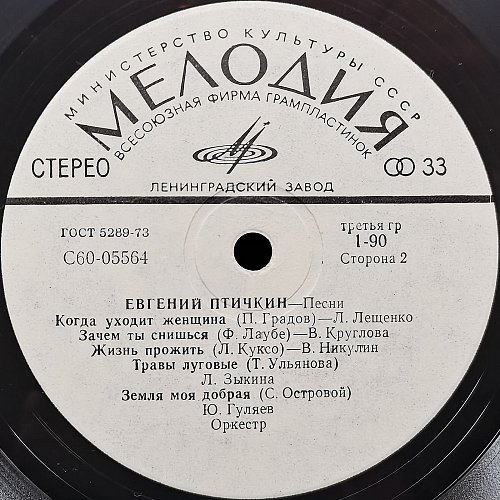 МИНИСТЕРСТВО КУЛЬТУРЫ СССР
МЕЛОДИЯ
ВСЕСОЮЗНАЯ ФИРМА ГРАМПЛАСТИНОК
СТЕРЕО
33
ЛЕНИНГРАДСКИЙ ЗАВОД
ГОСТ 5289-73
третья гр
С60-05564
1-90
Сторона 2
ЕВГЕНИЙ ПТИЧКИН—Песни
Когда уходит женщина (П. Градов)—Л. Лещенко
Зачем ты снишься (Ф. Лаубе)—В. Круглова
Жизнь прожить (Л. Куксо)—В. Никулин
Травы луговые (Т. Ульянова)
Л. Зыкина
Земля моя добрая (С. Островой)
Ю. Гуляев
Оркестр